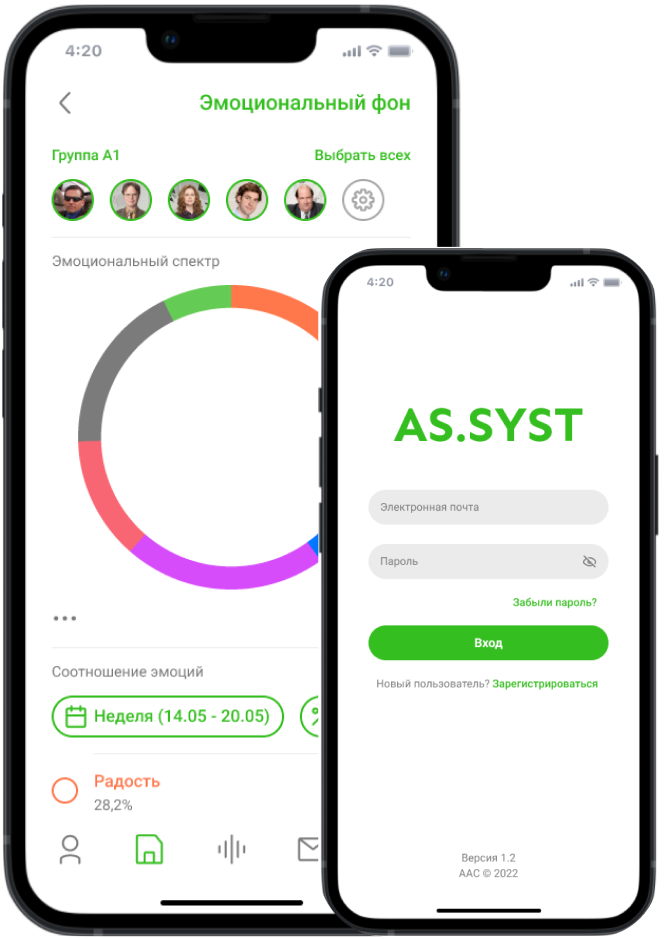 4:20
Эмоциональный фон
Группа А1
Выбрать всех
Эмоциональный спектр
Соотношение эмоций
Неделя (14.05 - 20.05)
Радость
28,2%
4:20
AS.SYST
Электронная почта
Пароль
Забыли пароль?
Вход
Новый пользователь? Зарегистрироваться
Версия 1.2
AAC © 2022